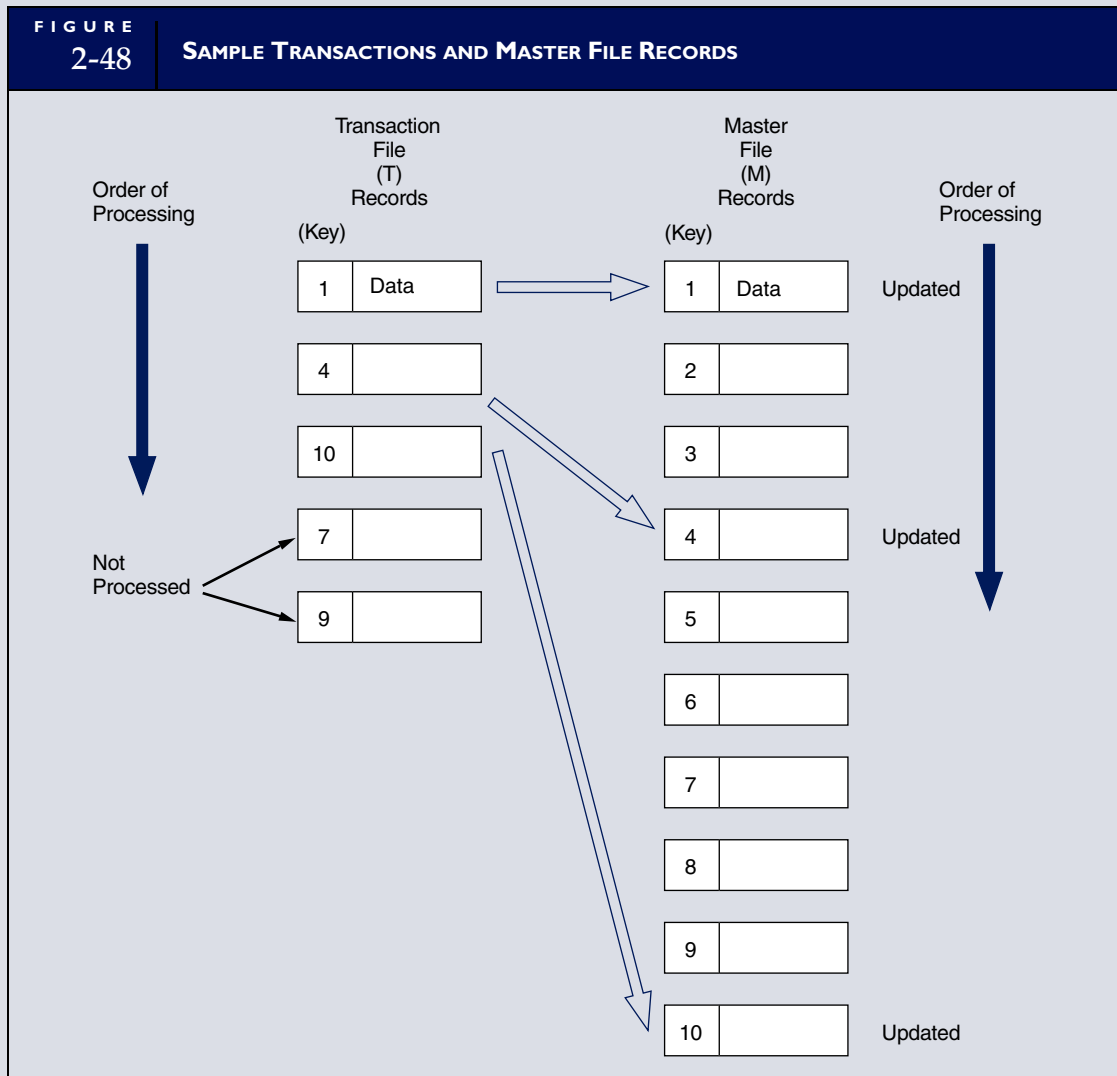 FIGURE
2-48
SAMPLE TRANSACTIONS AND MASTER FILE RECORDS
Order of
Processing
Not
Processed
Transaction
File
(T)
Records
(Key)
1 Data
4
10
7
9
Master
File
(M)
Records
(Key)
1 Data Updated
2
3
4 Updated
5
6
7
8
9
10 Updated
Order of
Processing